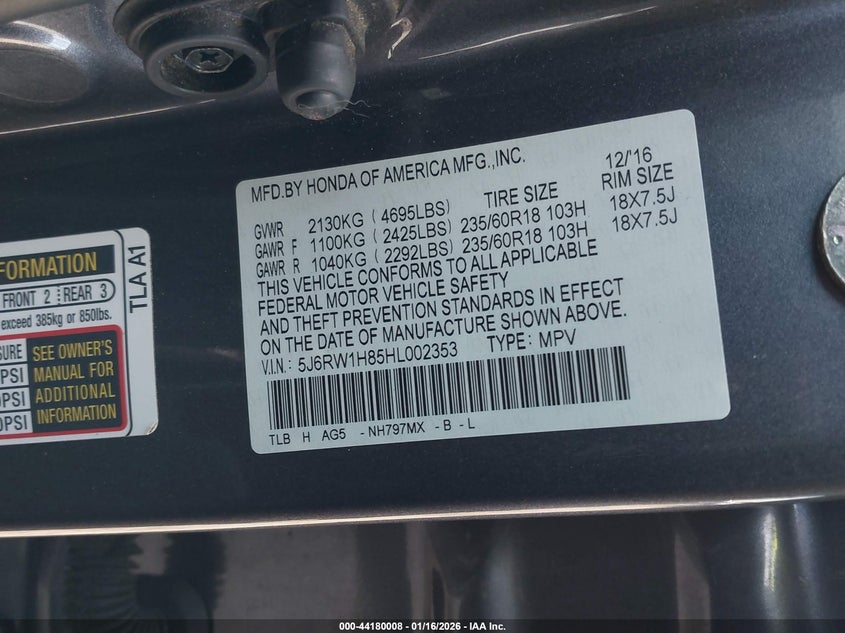 MFD.BY HONDA OF AMERICA MFG.,INC. 12/'16
TIRE SIZE RIM SIZE
GVWR 2130KG ( 4695LBS)
GAWR F 1100KG ( 2425LBS) 235/60R18 103H 18X7.5J
GAWR R 1040KG ( 2292LBS) 235/60R18 103H 18X7.5J
THIS VEHICLE CONFORMS TO ALL APPLICABLE
FEDERAL MOTOR VEHICLE SAFETY
AND THEFT PREVENTION STANDARDS IN EFFECT
ON THE DATE OF MANUFACTURE SHOWN ABOVE.
V.I.N.: 5J6RW1H85HL002353 TYPE: MPV
TLB H AG5 -NH797MX -B -L
FRONT 2 REAR 3
exceed 385kg or 850lbs.
SEE OWNER'S
PSI MANUAL FOR
PSI ADDITIONAL
PSI INFORMATION
TLA A1
000-44180008 - 01/16/2026 - IAA Inc.